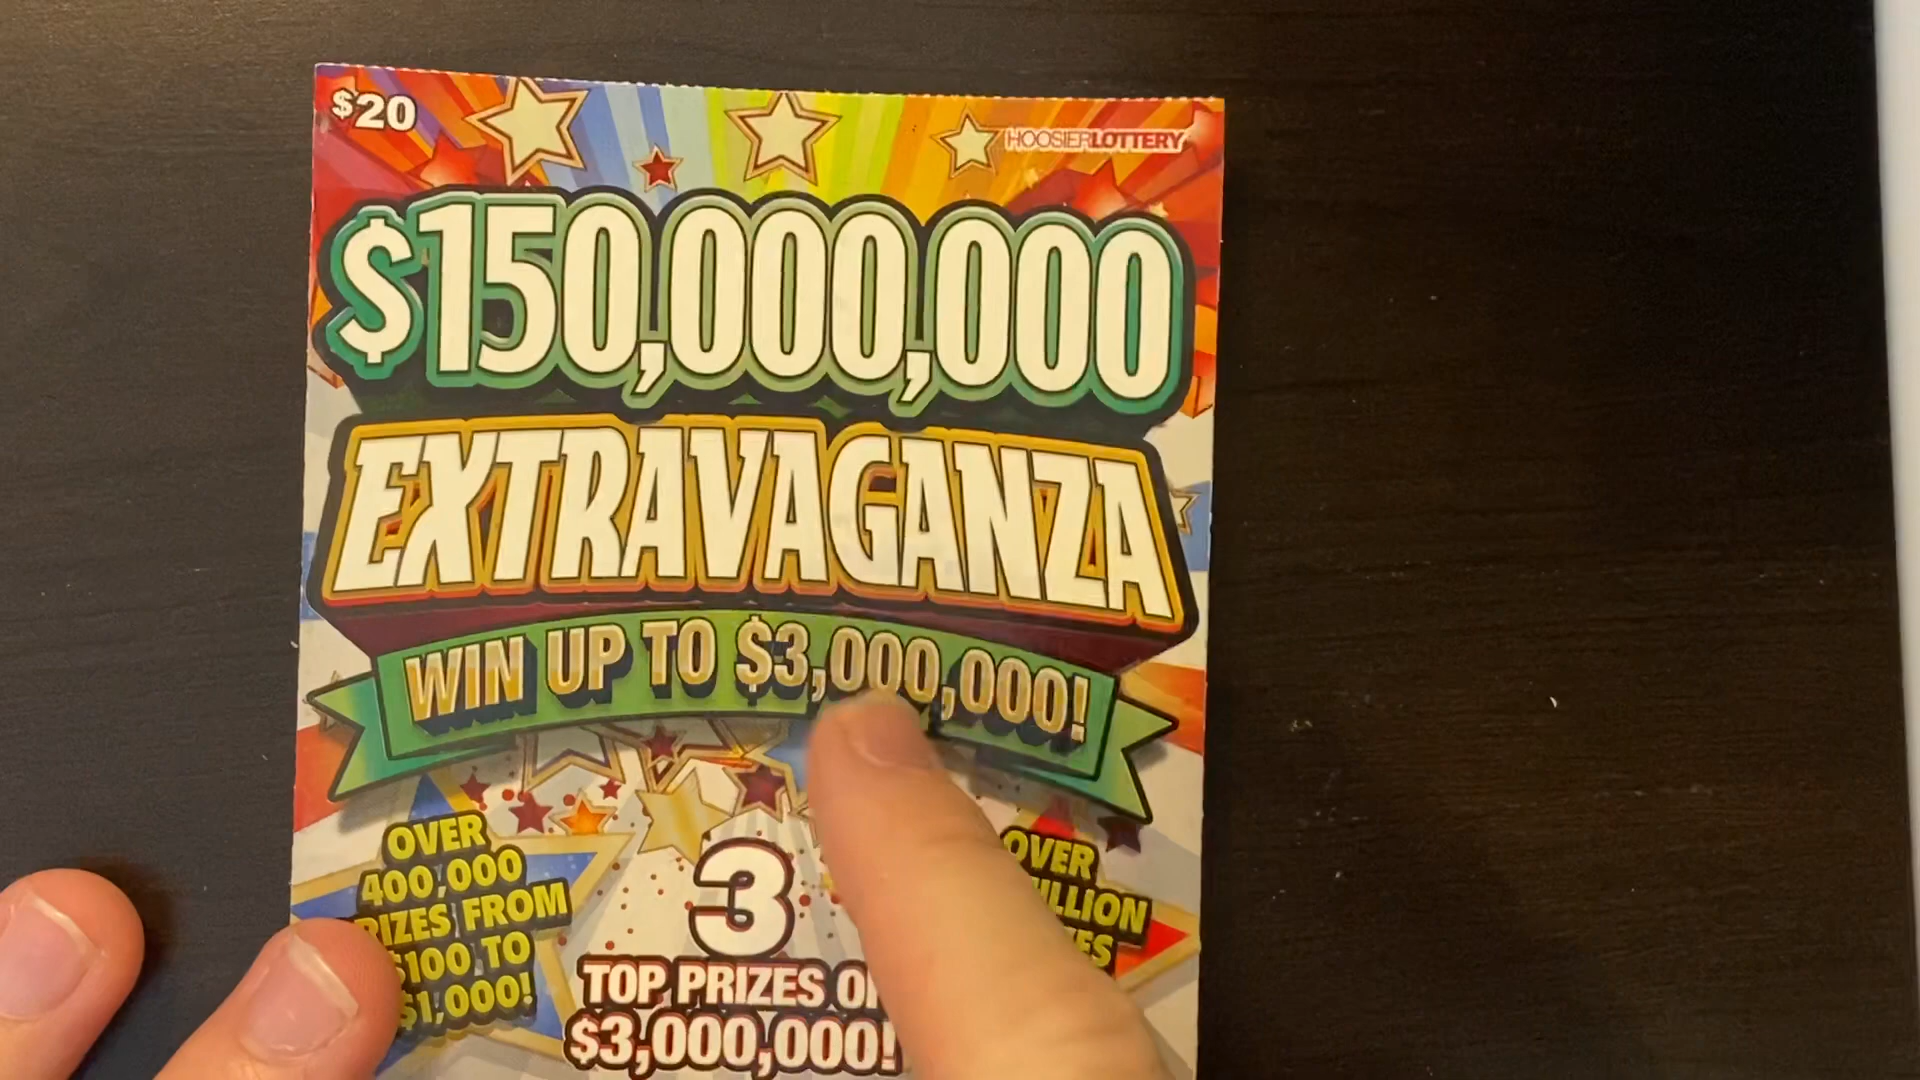 $20
HOOSIERLOTTERY
$150,000,000
EXTRAVAGANZA
WIN UP TO $3,000,000!
OVER
400,000
PRIZES FROM
$100 TO
$1,000!
3
TOP PRIZES
$3,000,000!
OVER